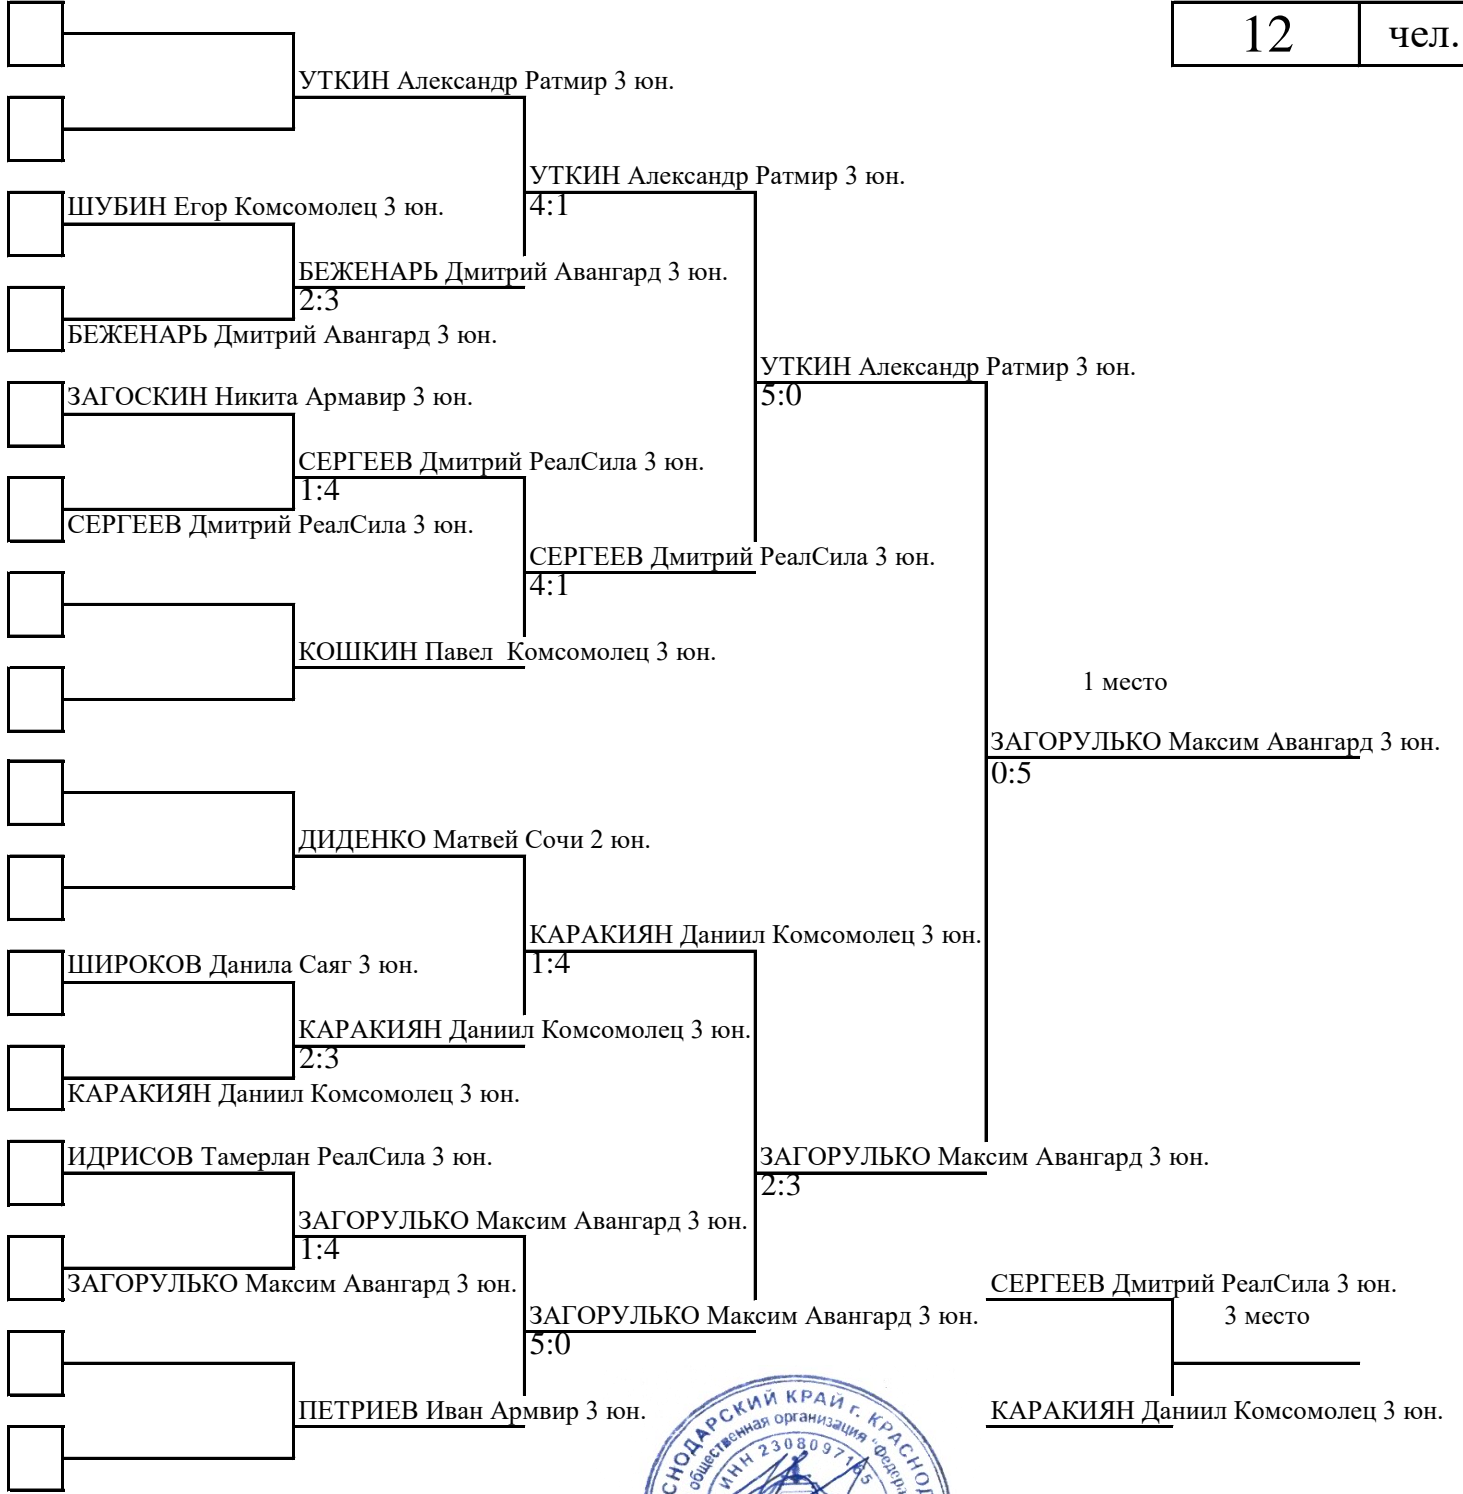 12 чел.
УТКИН Александр Ратмир 3 юн.
УТКИН Александр Ратмир 3 юн.
4:1
ШУБИН Егор Комсомолец 3 юн.
БЕЖЕНАРЬ Дмитрий Авангард 3 юн.
2:3
БЕЖЕНАРЬ Дмитрий Авангард 3 юн.
УТКИН Александр Ратмир 3 юн.
5:0
ЗАГОСКИН Никита Армавир 3 юн.
СЕРГЕЕВ Дмитрий РеалСила 3 юн.
1:4
СЕРГЕЕВ Дмитрий РеалСила 3 юн.
СЕРГЕЕВ Дмитрий РеалСила 3 юн.
4:1
КОШКИН Павел Комсомолец 3 юн.
1 место
ЗАГОРУЛЬКО Максим Авангард 3 юн.
0:5
ДИДЕНКО Матвей Сочи 2 юн.
КАРАКИЯН Даниил Комсомолец 3 юн.
1:4
ШИРОКОВ Данила Саяг 3 юн.
КАРАКИЯН Даниил Комсомолец 3 юн.
2:3
КАРАКИЯН Даниил Комсомолец 3 юн.
ИДРИСОВ Тамерлан РеалСила 3 юн.
ЗАГОРУЛЬКО Максим Авангард 3 юн.
2:3
ЗАГОРУЛЬКО Максим Авангард 3 юн.
1:4
ЗАГОРУЛЬКО Максим Авангард 3 юн.
СЕРГЕЕВ Дмитрий РеалСила 3 юн.
ЗАГОРУЛЬКО Максим Авангард 3 юн.
3 место
5:0
ПЕТРИЕВ Иван Армвир 3 юн.
КАРАКИЯН Даниил Комсомолец 3 юн.
КИЙ КРАЙ г.
общественная организация
ИНН 2308097165